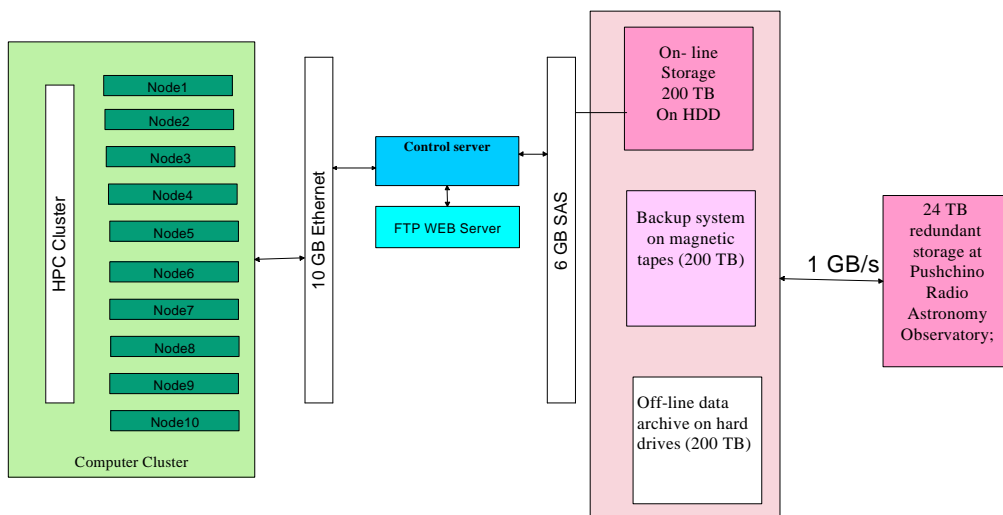 HPC Cluster
Node1
Node2
Node3
Node4
Node5
Node6
Node7
Node8
Node9
Node10
Computer Cluster
10 GB Ethernet
Control server
FTP WEB Server
6 GB SAS
On- line
Storage
200 TB
On HDD
Backup system
on magnetic
tapes (200 TB)
Off-line data
archive on hard
drives (200 TB)
1 GB/s
24 TB
redundant
storage at
Pushchino
Radio
Astronomy
Observatory;